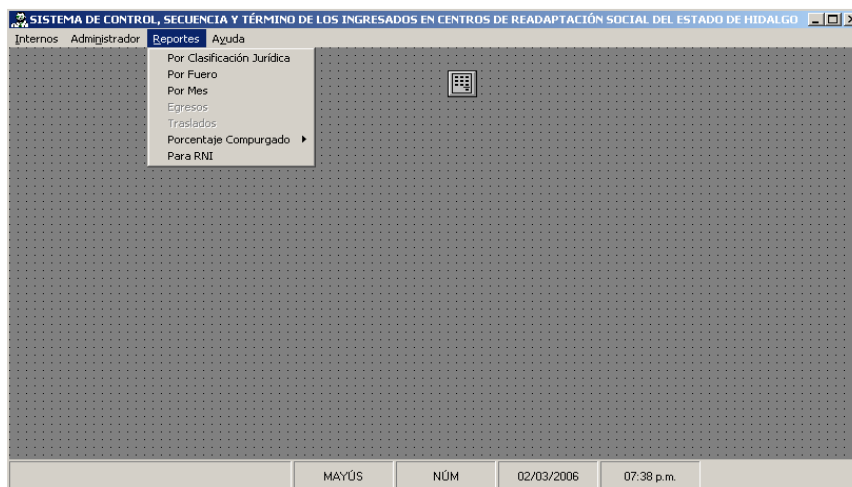 SISTEMA DE CONTROL, SECUENCIA Y TÉRMINO DE LOS INGRESADOS EN CENTROS DE READAPTACIÓN SOCIAL DEL ESTADO DE HIDALGO
Internos Administrador Reportes Ayuda
Por Clasificación Jurídica
Por Fuero
Por Mes
Egresos
Traslados
Porcentaje Compurgado
Para RNI
MAYÚS NÚM 02/03/2006 07:38 p.m.